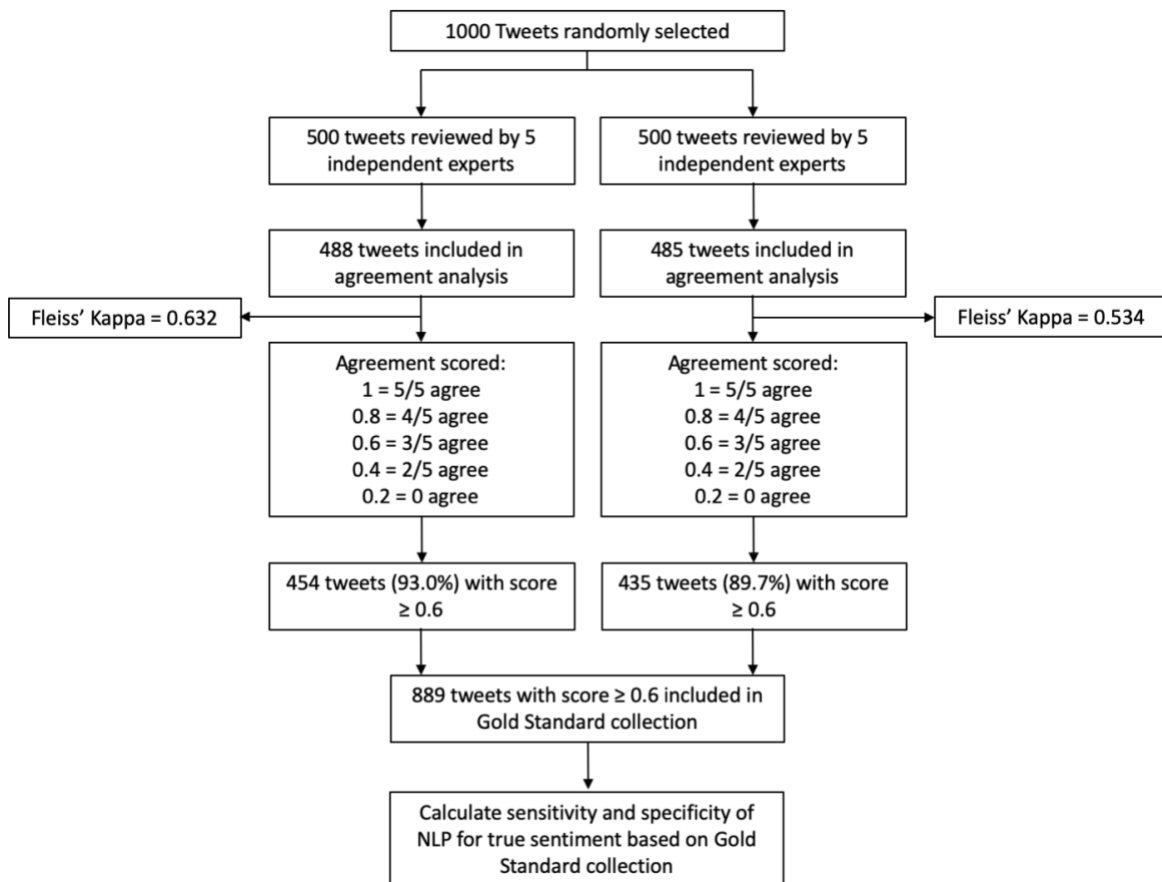 1000 Tweets randomly selected
500 tweets reviewed by 5
independent experts
500 tweets reviewed by 5
independent experts
488 tweets included in
agreement analysis
485 tweets included in
agreement analysis
Fleiss’ Kappa = 0.632
Fleiss’ Kappa = 0.534
Agreement scored:
1 = 5/5 agree
0.8 = 4/5 agree
0.6 = 3/5 agree
0.4 = 2/5 agree
0.2 = 0 agree
Agreement scored:
1 = 5/5 agree
0.8 = 4/5 agree
0.6 = 3/5 agree
0.4 = 2/5 agree
0.2 = 0 agree
454 tweets (93.0%) with score
≥ 0.6
435 tweets (89.7%) with score
≥ 0.6
889 tweets with score ≥ 0.6 included in
Gold Standard collection
Calculate sensitivity and specificity of
NLP for true sentiment based on Gold
Standard collection